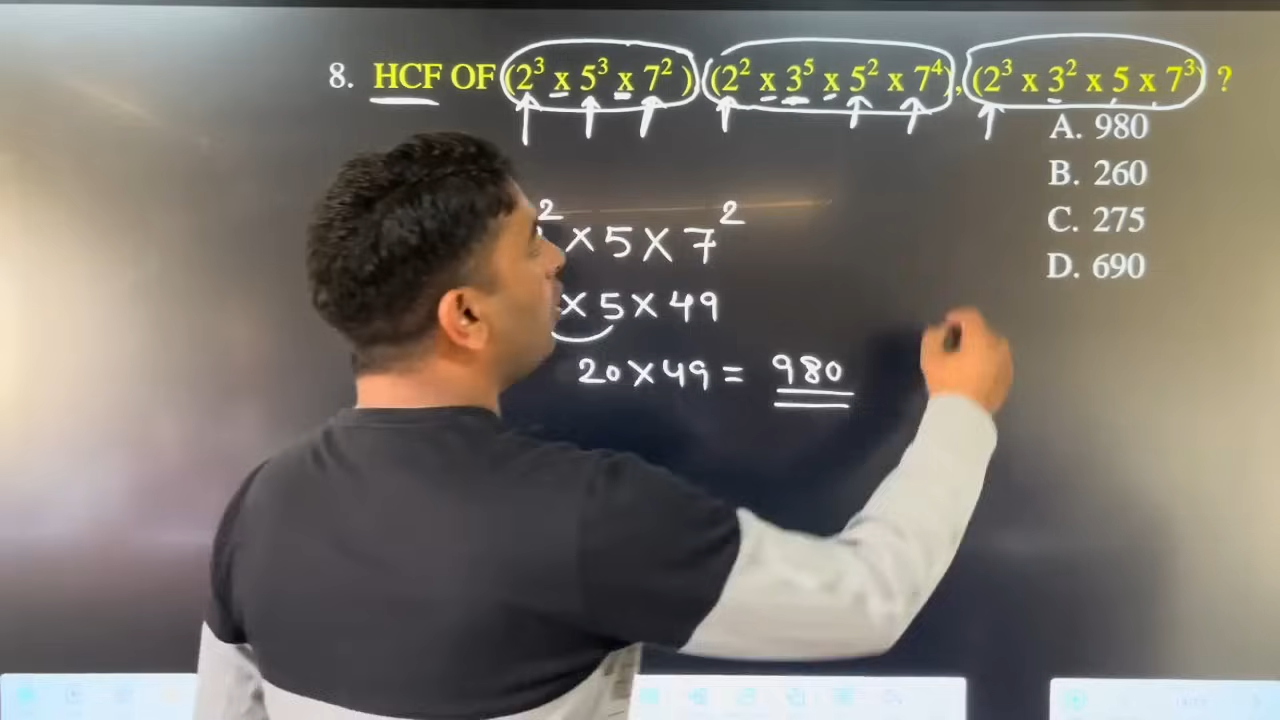 8. HCF OF (2³ x 5³ x 7² ) (2² x 3⁵ x 5² x 7⁴), (2³ x 3² x 5 x 7³) ?
A. 980
B. 260
C. 275
D. 690
² × 5 × 7²
× 5 × 49
20 × 49 = 980